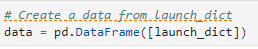 # Create a data from launch_dict
data = pd.DataFrame([launch_dict])